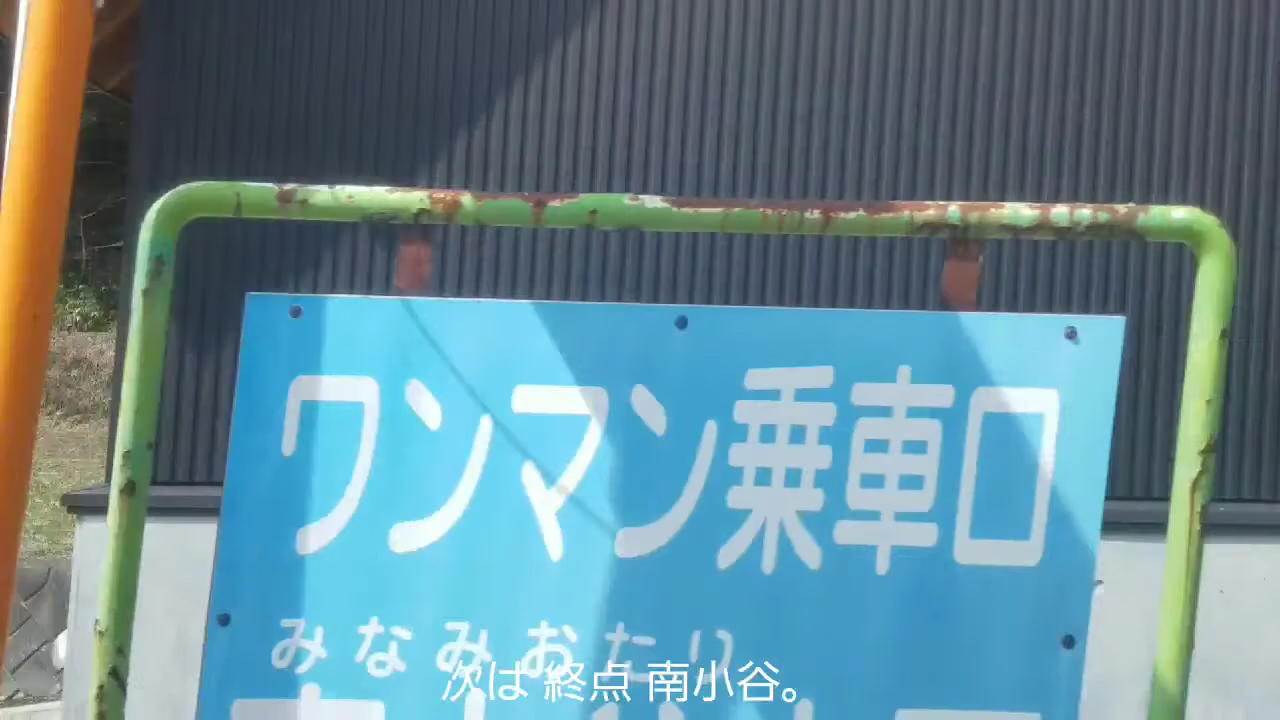 ワンマン乗車口
みなみおたり
次は 終点 南小谷。